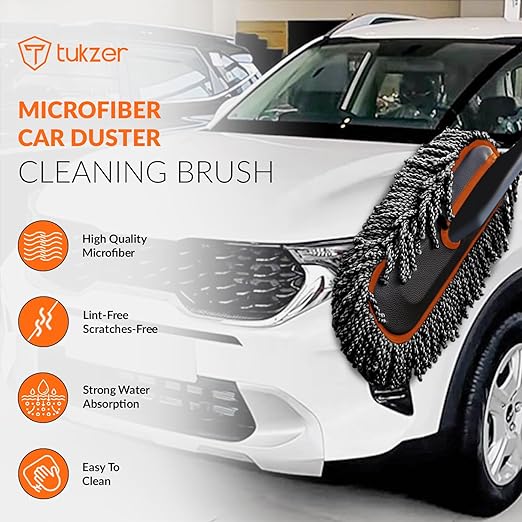 tukzer
MICROFIBER
CAR DUSTER
CLEANING BRUSH
High Quality
Microfiber
Lint-Free
Scratches-Free
Strong Water
Absorption
Easy To
Clean